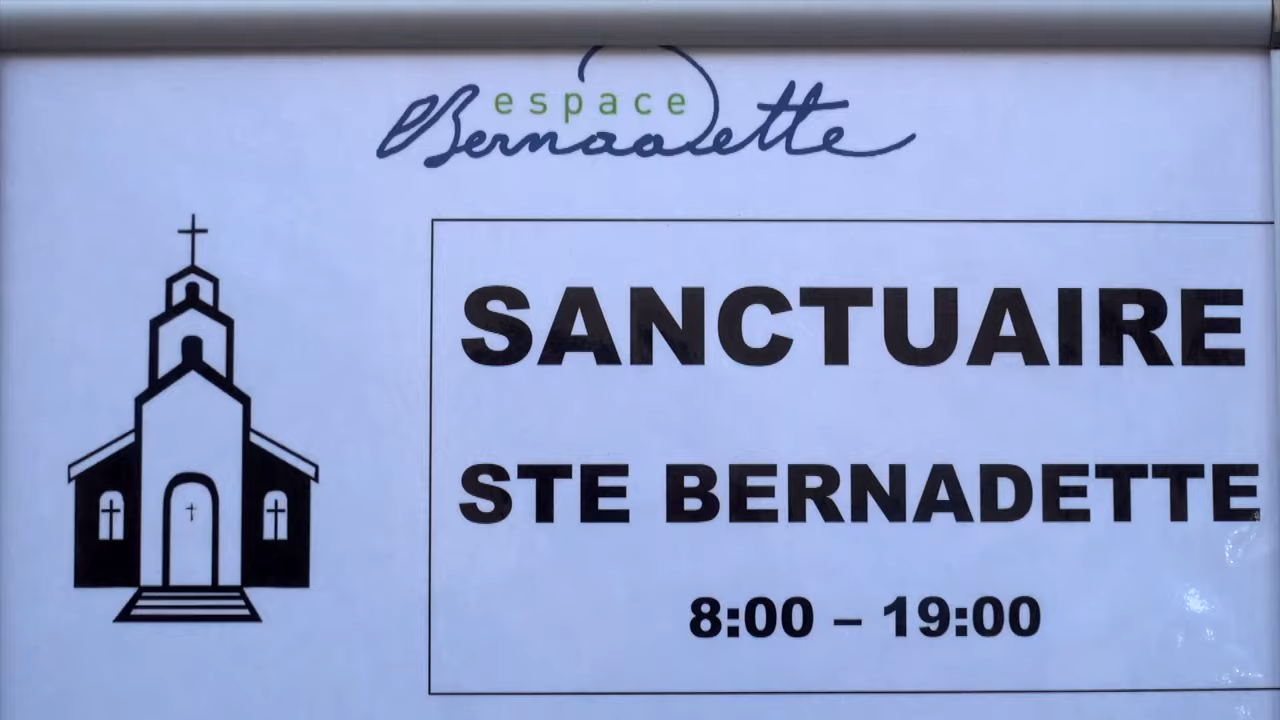 espace
Bernadette
SANCTUAIRE
STE BERNADETTE
8:00 – 19:00